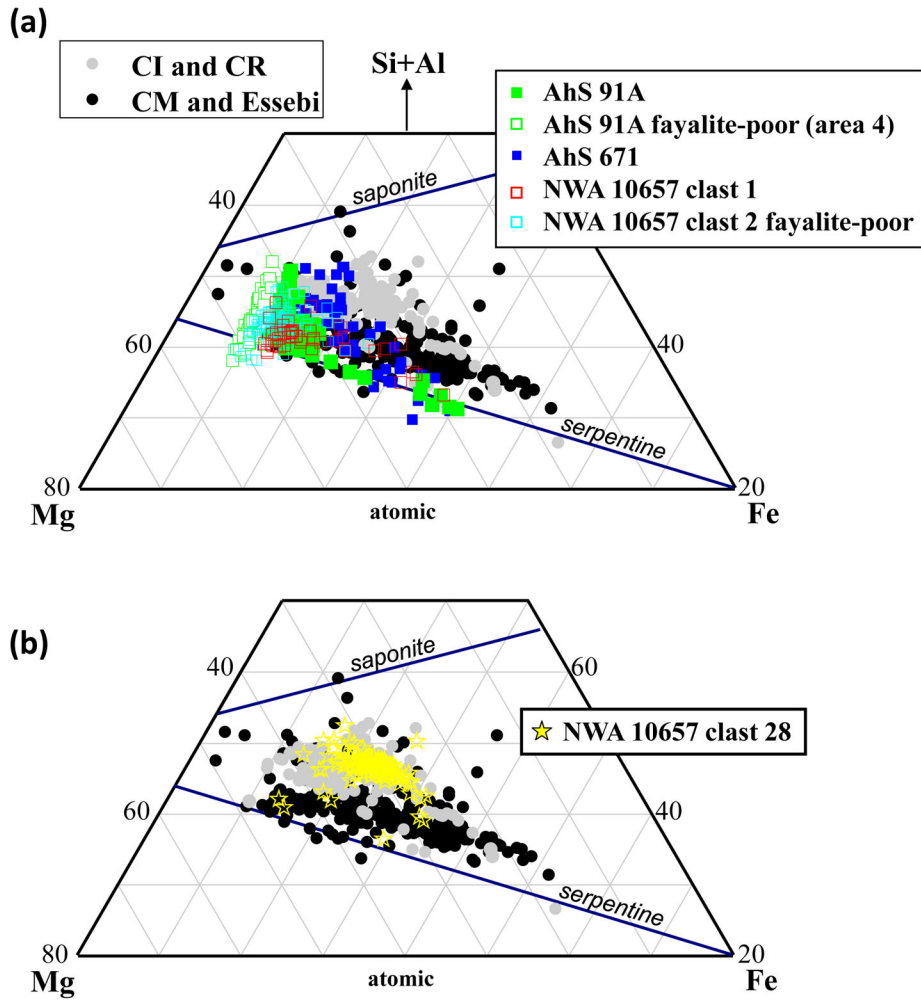 (a)
CI and CR
CM and Essebi
Si+Al
AhS 91A
AhS 91A fayalite-poor (area 4)
AhS 671
NWA 10657 clast 1
NWA 10657 clast 2 fayalite-poor
saponite
40
60
40
serpentine
80
20
Mg
atomic
Fe
(b)
saponite
40
60
NWA 10657 clast 28
60
40
serpentine
80
20
Mg
atomic
Fe